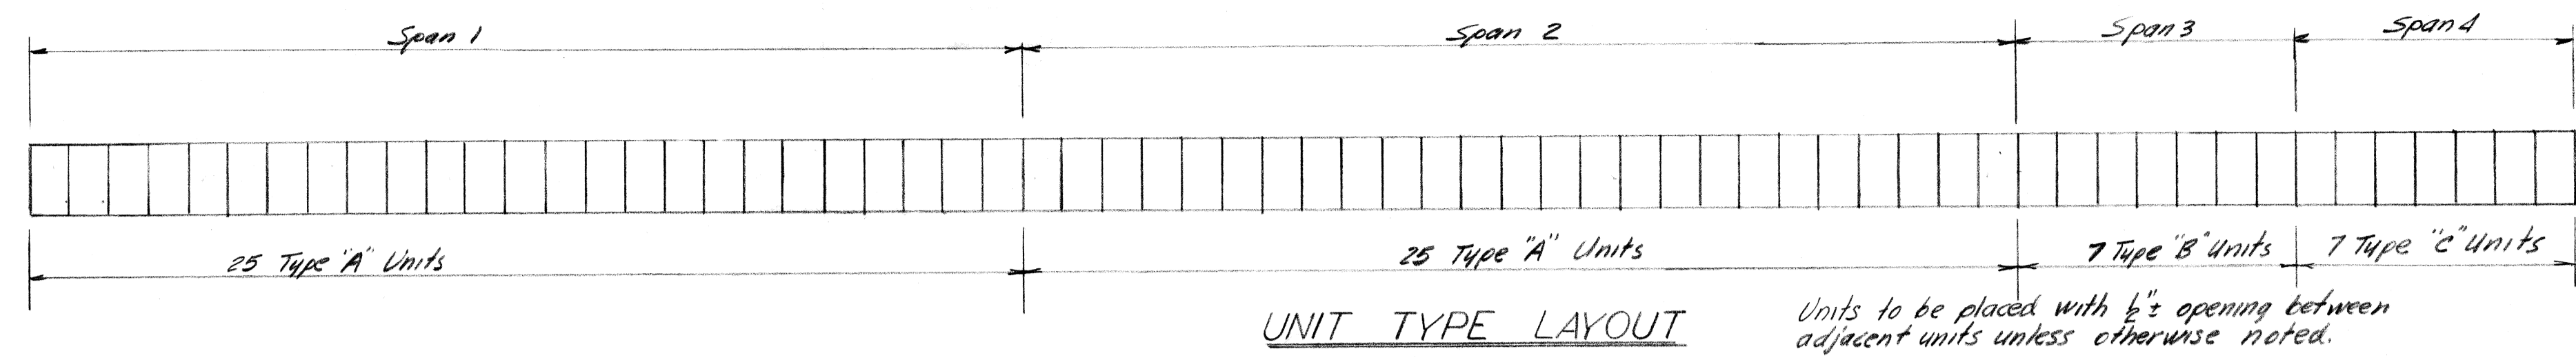 Span 1
Span 2
Span 3
Span 4
25 Type "A" Units
25 Type "A" Units
7 Type "B" Units
7 Type "C" Units
UNIT TYPE LAYOUT
Units to be placed with ½"± opening between
adjacent units unless otherwise noted.